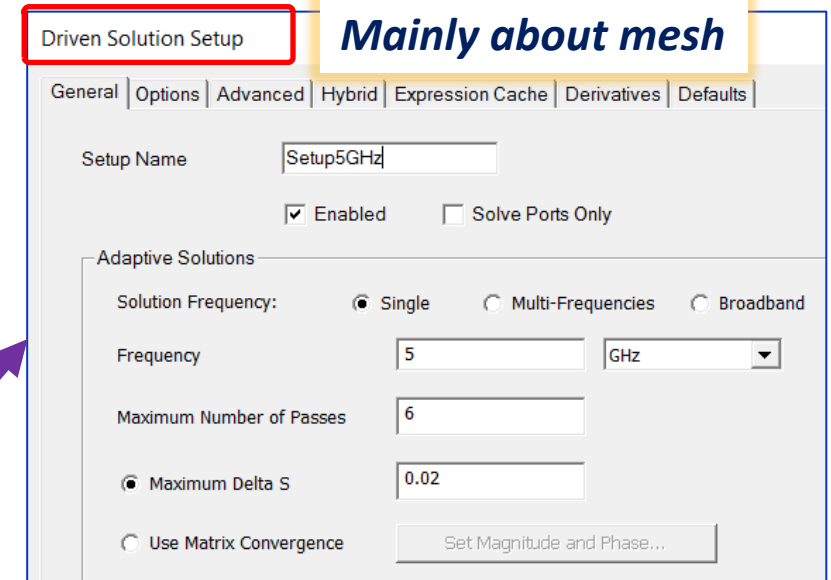 Driven Solution Setup
Mainly about mesh
General Options Advanced Hybrid Expression Cache Derivatives Defaults
Setup Name Setup5GHz
Enabled Solve Ports Only
Adaptive Solutions
Solution Frequency: Single Multi-Frequencies Broadband
Frequency 5 GHz
Maximum Number of Passes 6
Maximum Delta S 0.02
Use Matrix Convergence Set Magnitude and Phase...